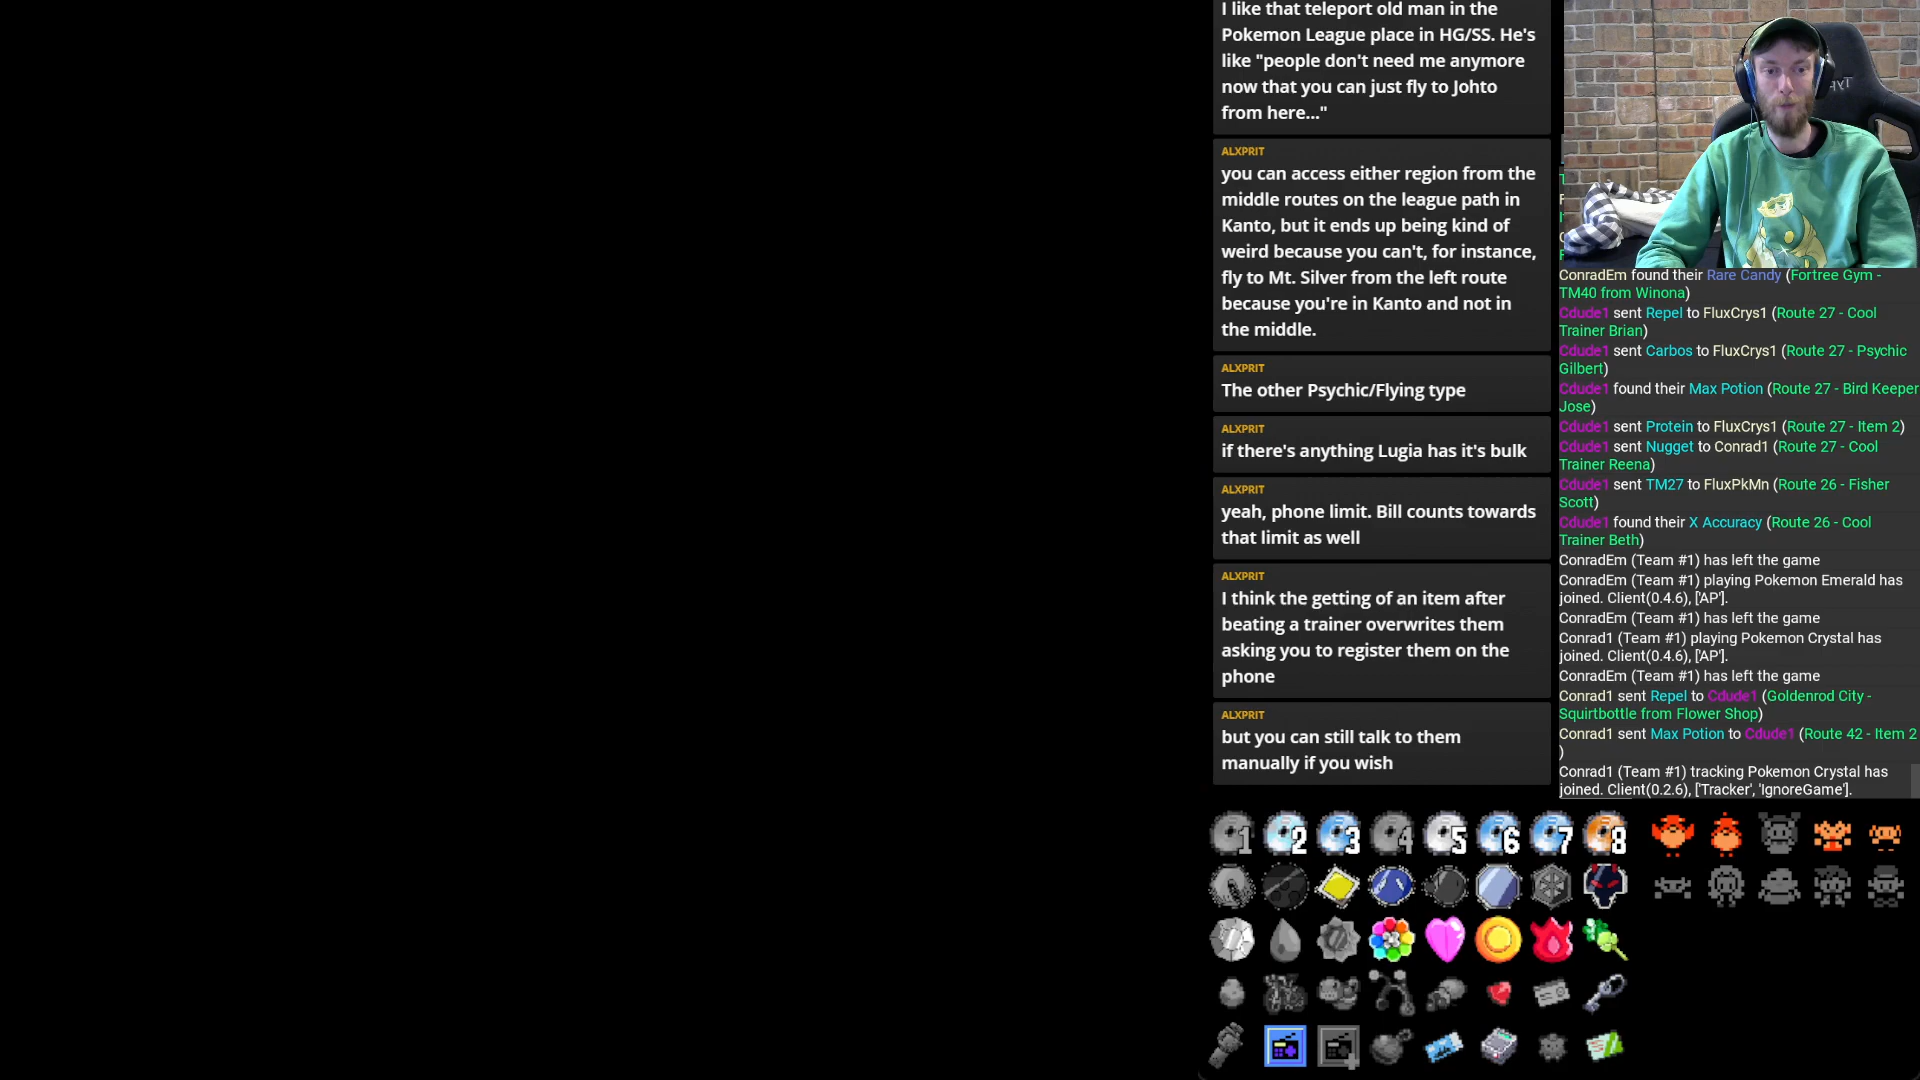 I like that teleport old man in the
Pokemon League place in HG/SS. He's
like "people don't need me anymore
now that you can just fly to Johto
from here..."
ALXPRIT
you can access either region from the
middle routes on the league path in
Kanto, but it ends up being kind of
weird because you can't, for instance,
fly to Mt. Silver from the left route
because you're in Kanto and not in
the middle.
ALXPRIT
The other Psychic/Flying type
ALXPRIT
if there's anything Lugia has it's bulk
ALXPRIT
yeah, phone limit. Bill counts towards
that limit as well
ALXPRIT
I think the getting of an item after
beating a trainer overwrites them
asking you to register them on the
phone
ALXPRIT
but you can still talk to them
manually if you wish
ConradEm found their Rare Candy (Fortree Gym -
TM40 from Winona)
Cdude1 sent Repel to FluxCrys1 (Route 27 - Cool
Trainer Brian)
Cdude1 sent Carbos to FluxCrys1 (Route 27 - Psychic
Gilbert)
Cdude1 found their Max Potion (Route 27 - Bird Keeper
Jose)
Cdude1 sent Protein to FluxCrys1 (Route 27 - Item 2)
Cdude1 sent Nugget to Conrad1 (Route 27 - Cool
Trainer Reena)
Cdude1 sent TM27 to FluxPkMn (Route 26 - Fisher
Scott)
Cdude1 found their X Accuracy (Route 26 - Cool
Trainer Beth)
ConradEm (Team #1) has left the game
ConradEm (Team #1) playing Pokemon Emerald has
joined. Client(0.4.6), ['AP'].
ConradEm (Team #1) has left the game
Conrad1 (Team #1) playing Pokemon Crystal has
joined. Client(0.4.6), ['AP'].
ConradEm (Team #1) has left the game
Conrad1 sent Repel to Cdude1 (Goldenrod City -
Squirtbottle from Flower Shop)
Conrad1 sent Max Potion to Cdude1 (Route 42 - Item 2
)
Conrad1 (Team #1) tracking Pokemon Crystal has
joined. Client(0.2.6), ['Tracker', 'IgnoreGame'].
1 2 3 4 5 6 7 8